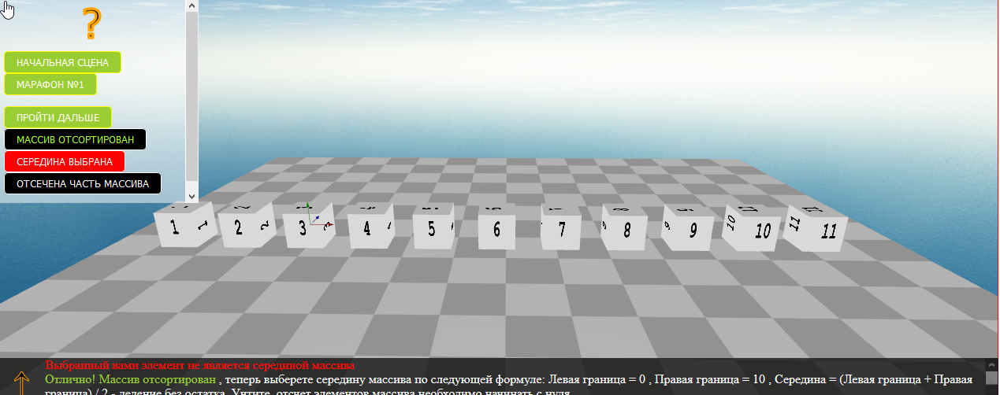 ?
НАЧАЛЬНАЯ СЦЕНА
МАРАФОН №1
ПРОЙТИ ДАЛЬШЕ
МАССИВ ОТСОРТИРОВАН
СЕРЕДИНА ВЫБРАНА
ОТСЕЧЕНА ЧАСТЬ МАССИВА
1 2 3 4 5 6 7 8 9 10 11
Выбранный вами элемент не является серединой массива
Отлично! Массив отсортирован , теперь выберете середину массива по следующей формуле: Левая граница = 0 , Правая граница = 10 , Середина = (Левая граница + Правая
граница) / 2 - деление без остатка. Учтите, отсчет элементов массива необходимо начинать с нуля